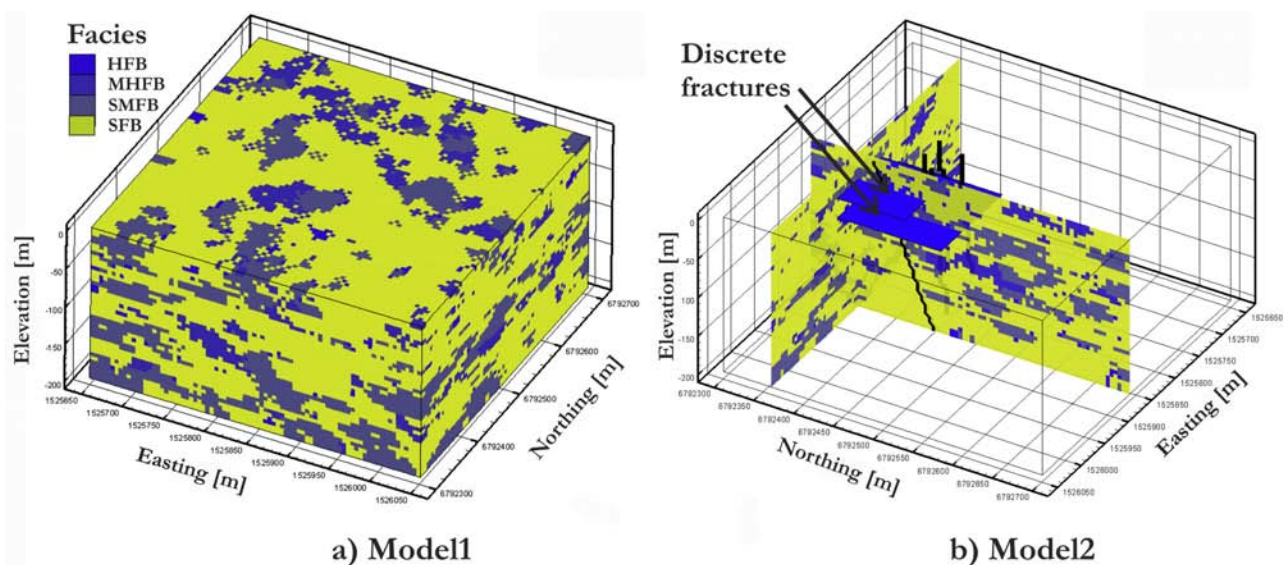 Facies
HFB
MHFB
SMFB
SFB
Elevation [m]
0
-50
-100
-150
-200
1525650
1525700
1525750
1525800
1525850
1525900
1525950
1526000
1526050
Easting [m]
6792300
6792400
6792500
6792600
6792700
Northing [m]
a) Model1
Discrete
fractures
Elevation [m]
0
-50
-100
-150
-200
6792300
6792350
6792400
6792450
6792500
6792550
6792600
6792650
6792700
Northing [m]
1526050
1526000
1525950
1525900
1525850
1525800
1525750
1525700
1525650
Easting [m]
b) Model2